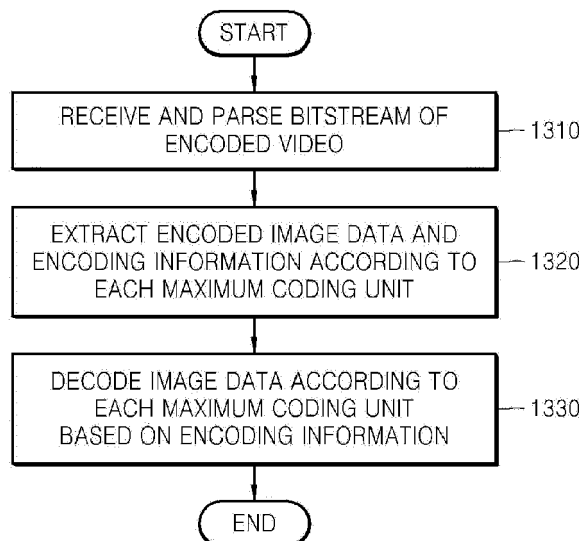 START
RECEIVE AND PARSE BITSTREAM OF
ENCODED VIDEO
1310
EXTRACT ENCODED IMAGE DATA AND
ENCODING INFORMATION ACCORDING TO
EACH MAXIMUM CODING UNIT
1320
DECODE IMAGE DATA ACCORDING TO
EACH MAXIMUM CODING UNIT
BASED ON ENCODING INFORMATION
1330
END